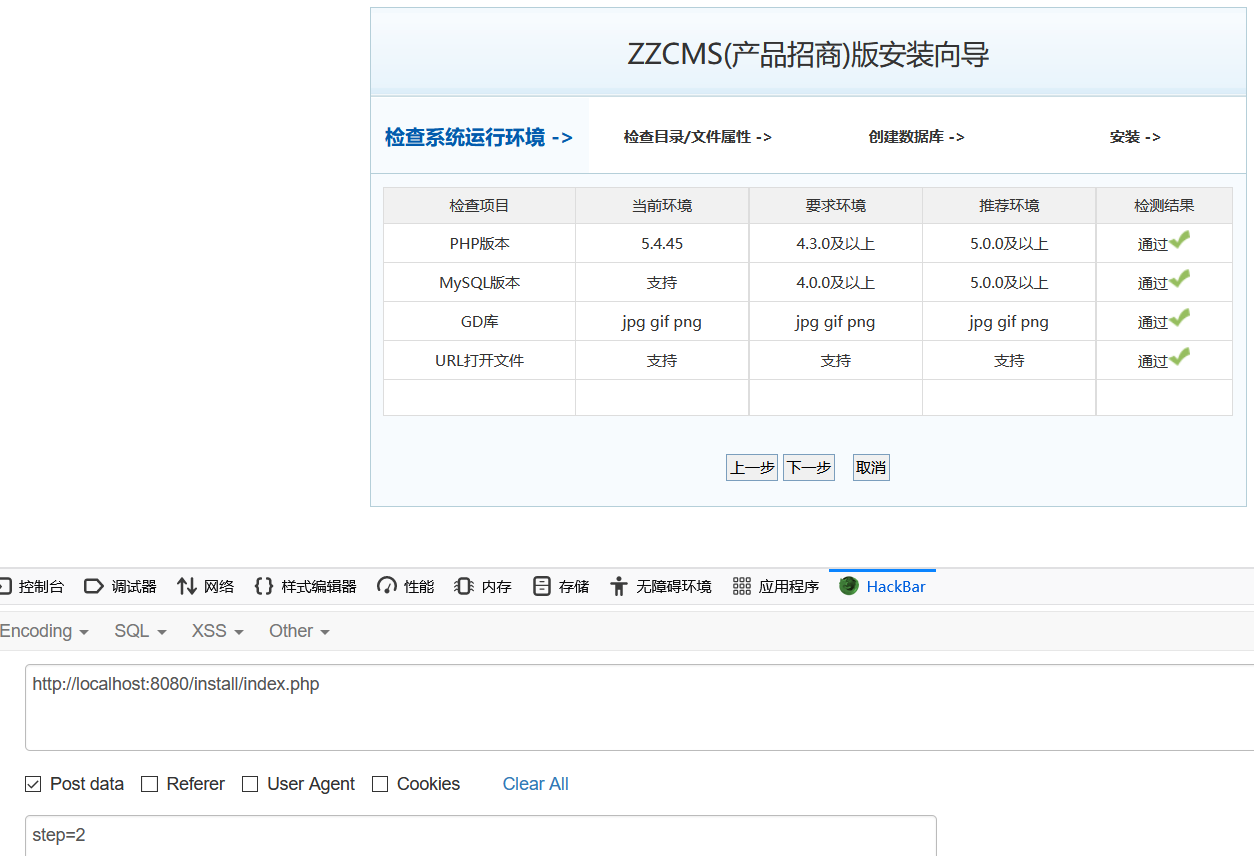 ZZCMS(产品招商)版安装向导
检查系统运行环境 -> 检查目录/文件属性 -> 创建数据库 -> 安装 ->
检查项目 当前环境 要求环境 推荐环境 检测结果
PHP版本 5.4.45 4.3.0及以上 5.0.0及以上 通过
MySQL版本 支持 4.0.0及以上 5.0.0及以上 通过
GD库 jpg gif png jpg gif png jpg gif png 通过
URL打开文件 支持 支持 支持 通过
上一步 下一步 取消
控制台 调试器 网络 样式编辑器 性能 内存 存储 无障碍环境 应用程序 HackBar
Encoding SQL XSS Other
http://localhost:8080/install/index.php
Post data Referer User Agent Cookies Clear All
step=2